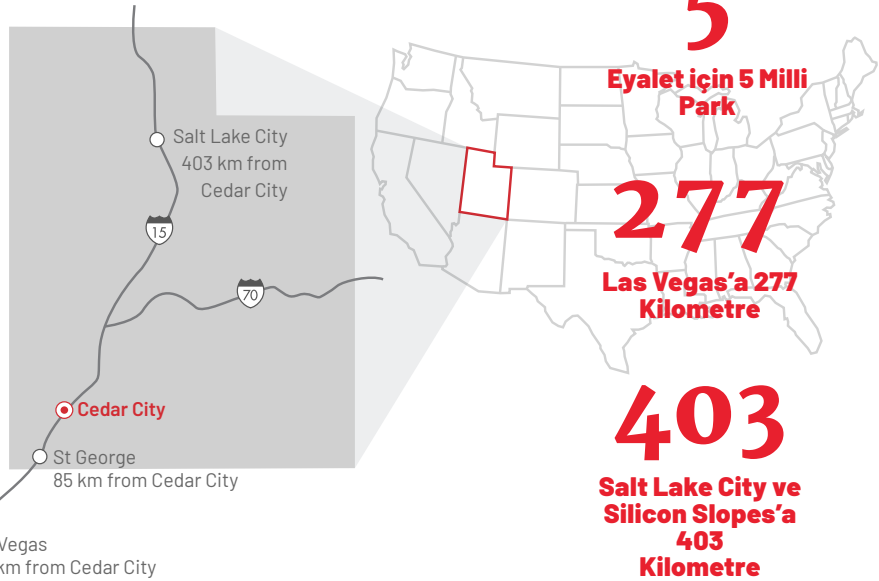 Salt Lake City
403 km from
Cedar City
15
70
Cedar City
St George
85 km from Cedar City
Vegas
km from Cedar City
5
Eyalet için 5 Milli
Park
277
Las Vegas’a 277
Kilometre
403
Salt Lake City ve
Silicon Slopes’a
403
Kilometre